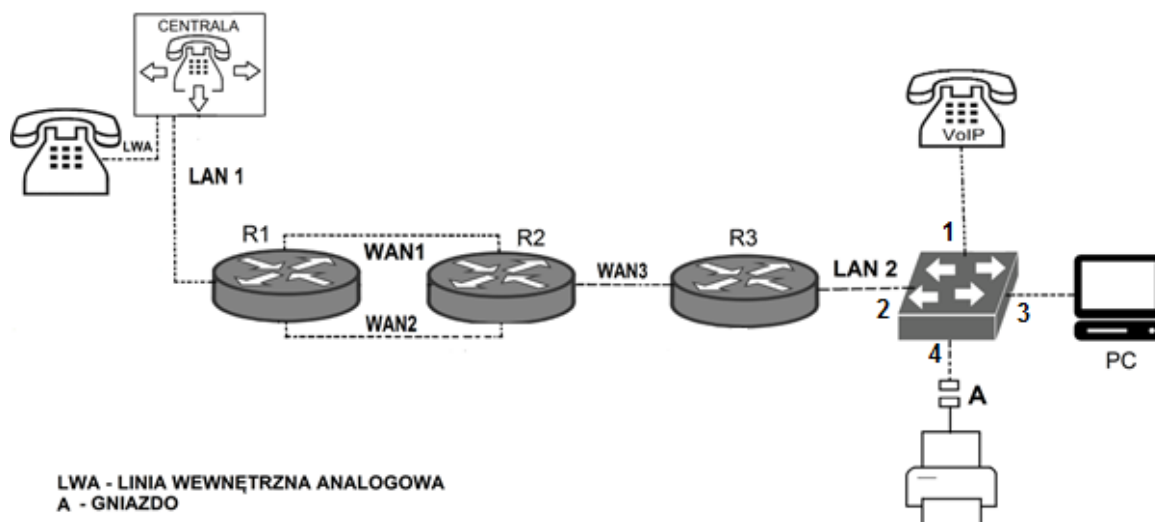 CENTRALA
LWA
LAN 1
VoIP
R1
WAN1
R2
WAN2
WAN3
R3
LAN 2
1
2
3
4
PC
A
LWA - LINIA WEWNĘTRZNA ANALOGOWA
A - GNIAZDO